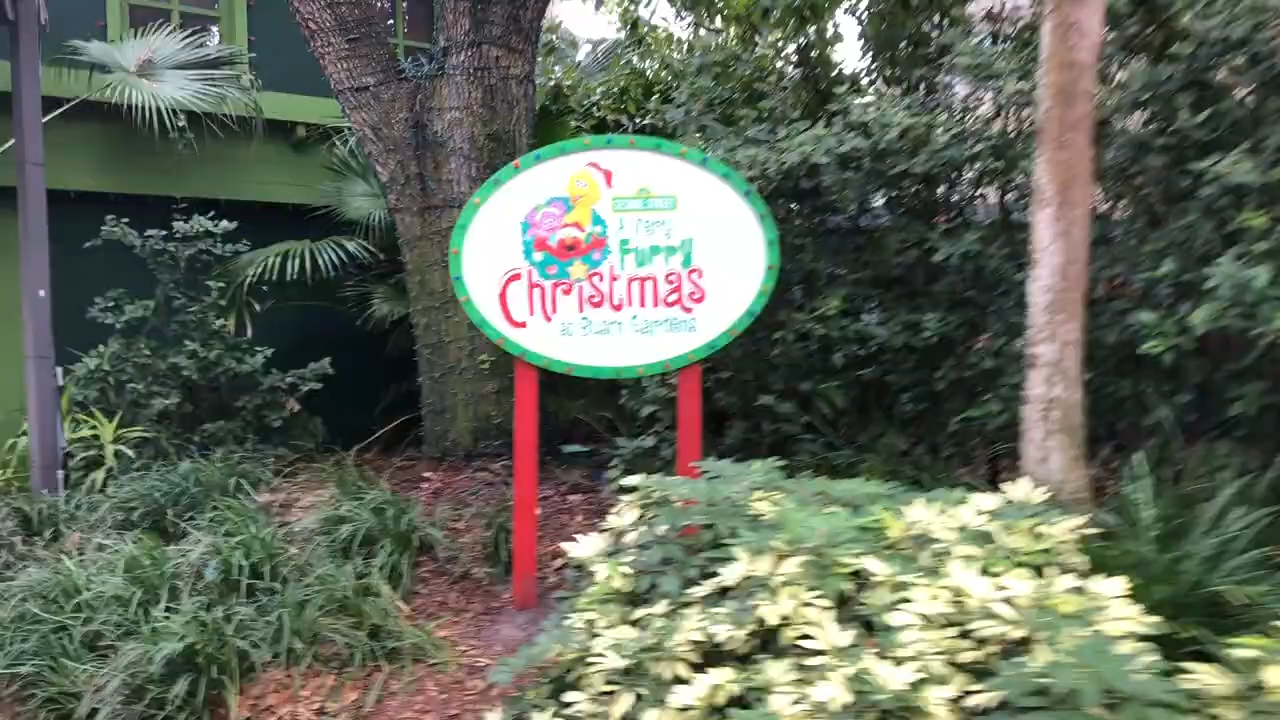 SESAME STREET
A Very
Furry
Christmas
at Busch Gardens